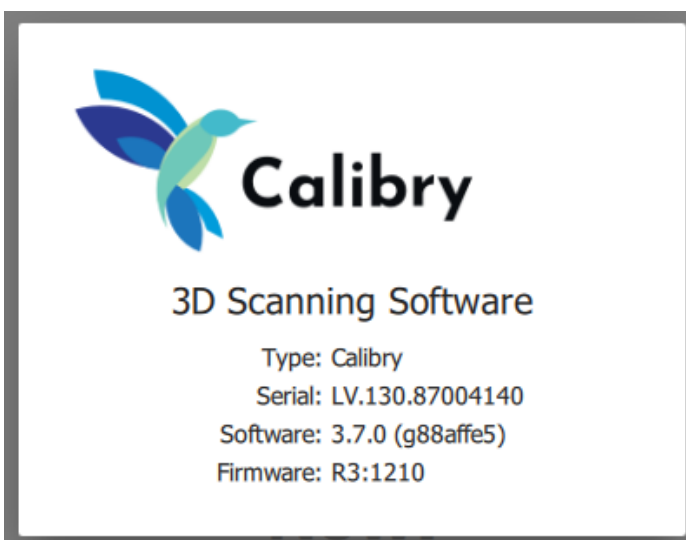 Calibry
3D Scanning Software
Type: Calibry
Serial: LV.130.87004140
Software: 3.7.0 (g88affe5)
Firmware: R3:1210